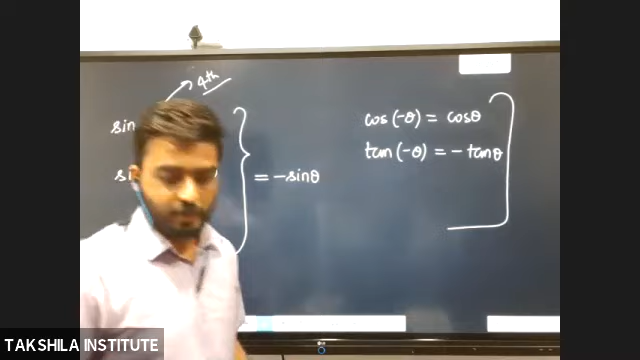 4th
sin
cos(-θ) = cosθ
tan(-θ) = - tanθ
= -sinθ
TAKSHILA INSTITUTE